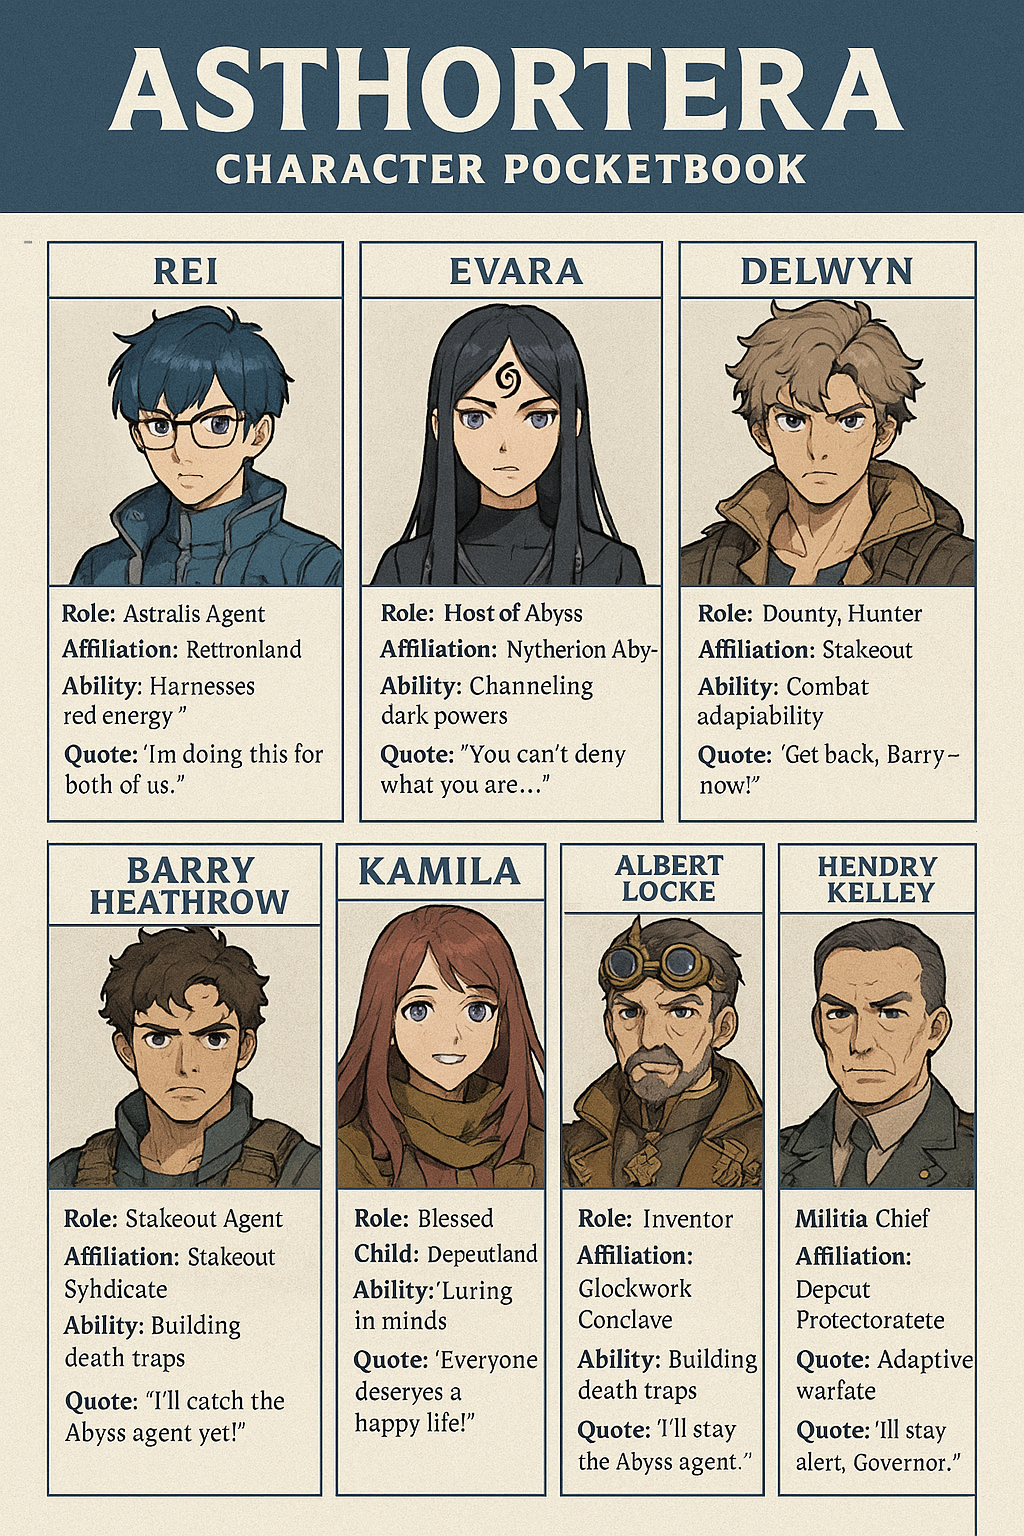 ASTHORTERA
CHARACTER POCKETBOOK
REI
Role: Astralis Agent
Affiliation: Rettronland
Ability: Harnesses
red energy "
Quote: 'Im doing this for
both of us."
EVARA
Role: Host of Abyss
Affiliation: Nytherion Aby-
Ability: Channeling
dark powers
Quote: "You can't deny
what you are..."
DELWYN
Role: Dounty, Hunter
Affiliation: Stakeout
Ability: Combat
adapiability
Quote: 'Get back, Barry–
now!"
BARRY
HEATHROW
Role: Stakeout Agent
Affiliation: Stakeout
Syhdicate
Ability: Building
death traps
Quote: "I'll catch the
Abyss agent yet!"
KAMILA
Role: Blessed
Child: Depeutland
Ability:'Luring
in minds
Quote: 'Everyone
deseryes a
happy life!"
ALBERT
LOCKE
Role: Inventor
Affiliation:
Glockwork
Conclave
Ability: Building
death traps
Quote: 'I'll stay
the Abyss agent."
HENDRY
KELLEY
Militia Chief
Affiliation:
Depcut
Protectoratete
Quote: Adaptive
warfate
Quote: 'Ill stay
alert, Governor."